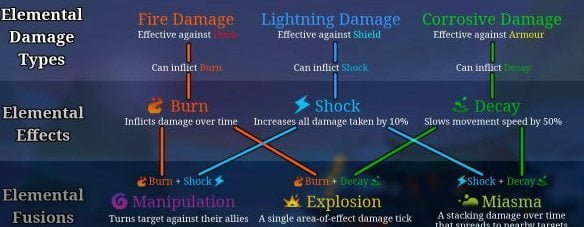 Elemental Damage Types
Fire Damage
Effective against Flesh
Can inflict Burn
Lightning Damage
Effective against Shield
Can inflict Shock
Corrosive Damage
Effective against Armour
Can inflict Decay
Elemental Effects
Burn
Inflicts damage over time
Shock
Increases all damage taken by 10%
Decay
Slows movement speed by 50%
Elemental Fusions
Burn + Shock
Manipulation
Turns target against their allies
Burn + Decay
Explosion
A single area-of-effect damage tick
Shock + Decay
Miasma
A stacking damage over time
that spreads to nearby targets